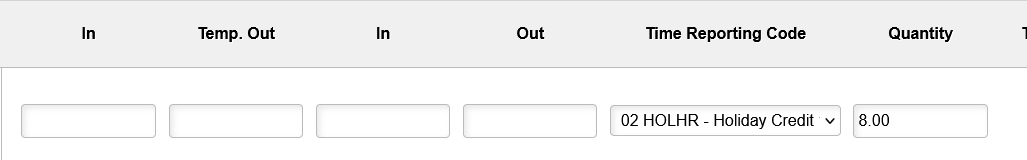 In Temp. Out In Out Time Reporting Code Quantity
02 HOLHR - Holiday Credit 8.00